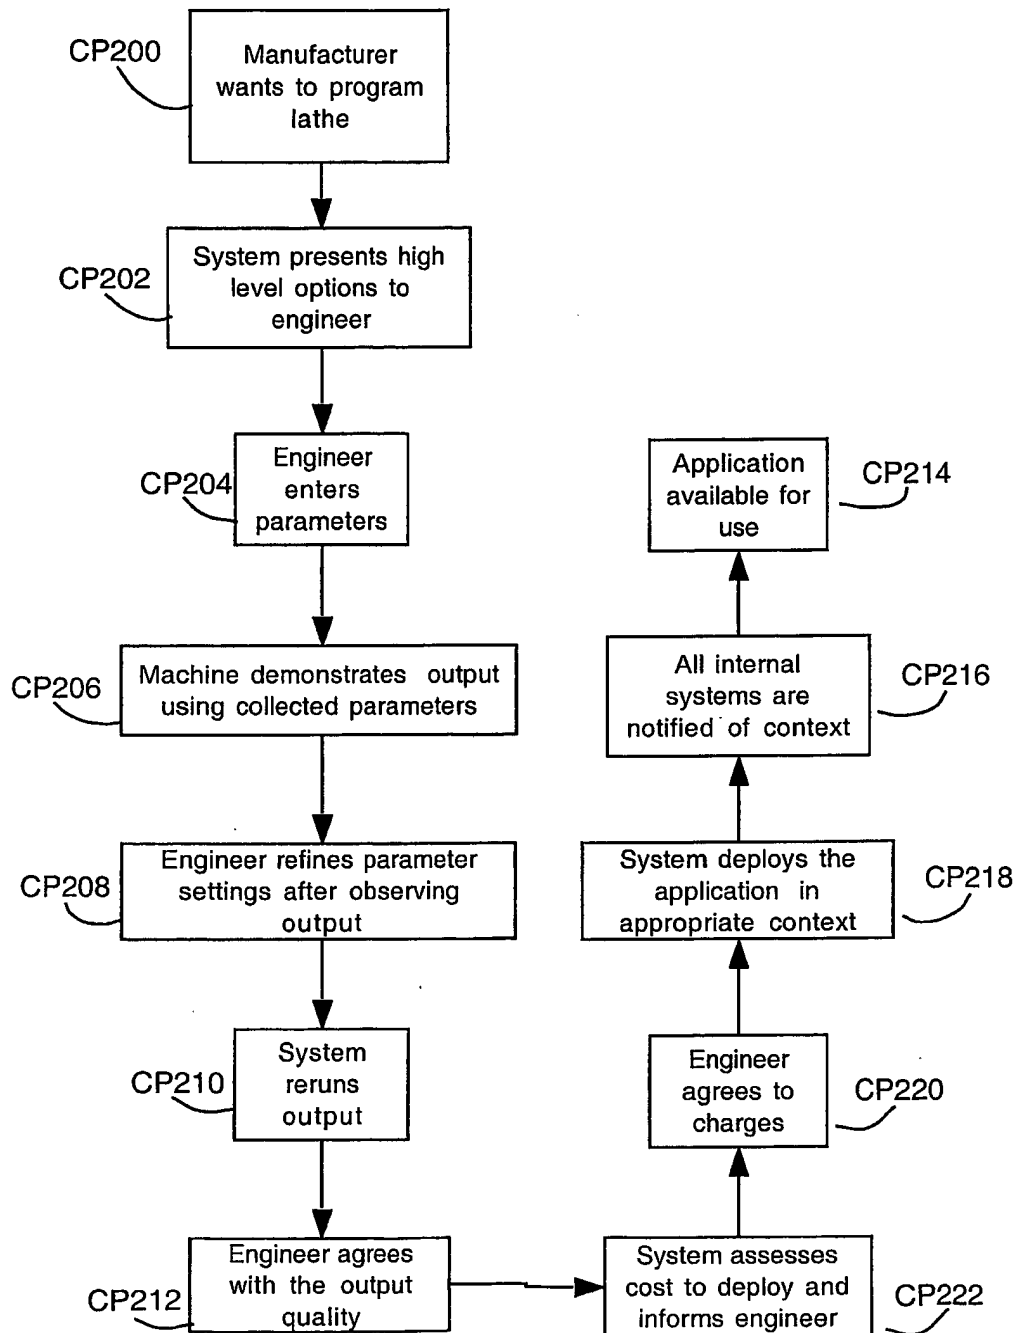 CP200
Manufacturer
wants to program
lathe
CP202
System presents high
level options to
engineer
CP204
Engineer
enters
parameters
CP206
Machine demonstrates output
using collected parameters
CP208
Engineer refines parameter
settings after observing
output
CP210
System
reruns
output
CP212
Engineer agrees
with the output
quality
System assesses
cost to deploy and
informs engineer
CP222
Engineer
agrees to
charges
CP220
System deploys the
application in
appropriate context
CP218
All internal
systems are
notified of context
CP216
Application
available for
use
CP214